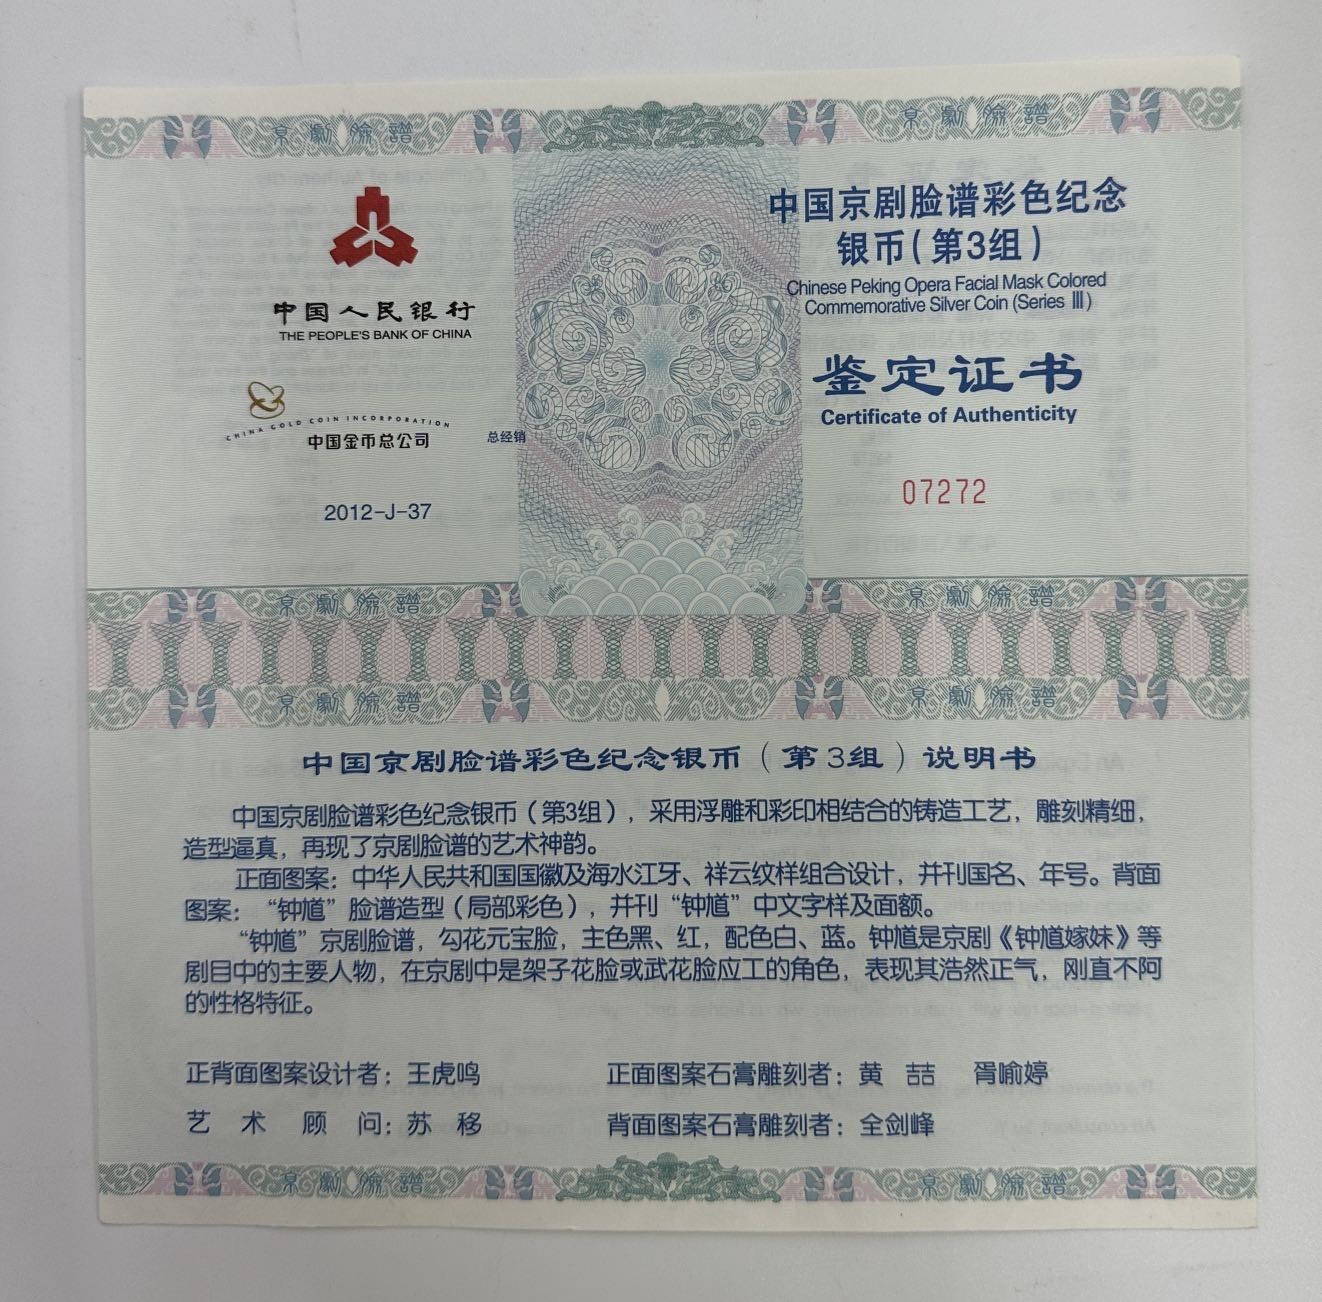 京劇臉譜
京劇臉譜
中国人民银行
THE PEOPLE'S BANK OF CHINA
CHINA GOLD COIN INCORPORATION
中国金币总公司
总经销
2012-J-37
中国京剧脸谱彩色纪念
银币(第3组)
Chinese Peking Opera Facial Mask Colored
Commemorative Silver Coin (Series Ⅲ)
鉴定证书
Certificate of Authenticity
07272
京劇臉譜
京劇臉譜
京劇臉譜
京劇臉譜
中国京剧脸谱彩色纪念银币(第3组)说明书
中国京剧脸谱彩色纪念银币(第3组),采用浮雕和彩印相结合的铸造工艺,雕刻精细,
造型逼真,再现了京剧脸谱的艺术神韵。
正面图案:中华人民共和国国徽及海水江牙、祥云纹样组合设计,并刊国名、年号。背面
图案:“钟馗”脸谱造型(局部彩色),并刊“钟馗”中文字样及面额。
“钟馗”京剧脸谱,勾花元宝脸,主色黑、红,配色白、蓝。钟馗是京剧《钟馗嫁妹》等
剧目中的主要人物,在京剧中是架子花脸或武花脸应工的角色,表现其浩然正气,刚直不阿
的性格特征。
正背面图案设计者:王虎鸣 正面图案石膏雕刻者:黄 喆 胥喻婷
艺术顾问:苏 移 背面图案石膏雕刻者:全剑峰
京劇臉譜
京劇臉譜